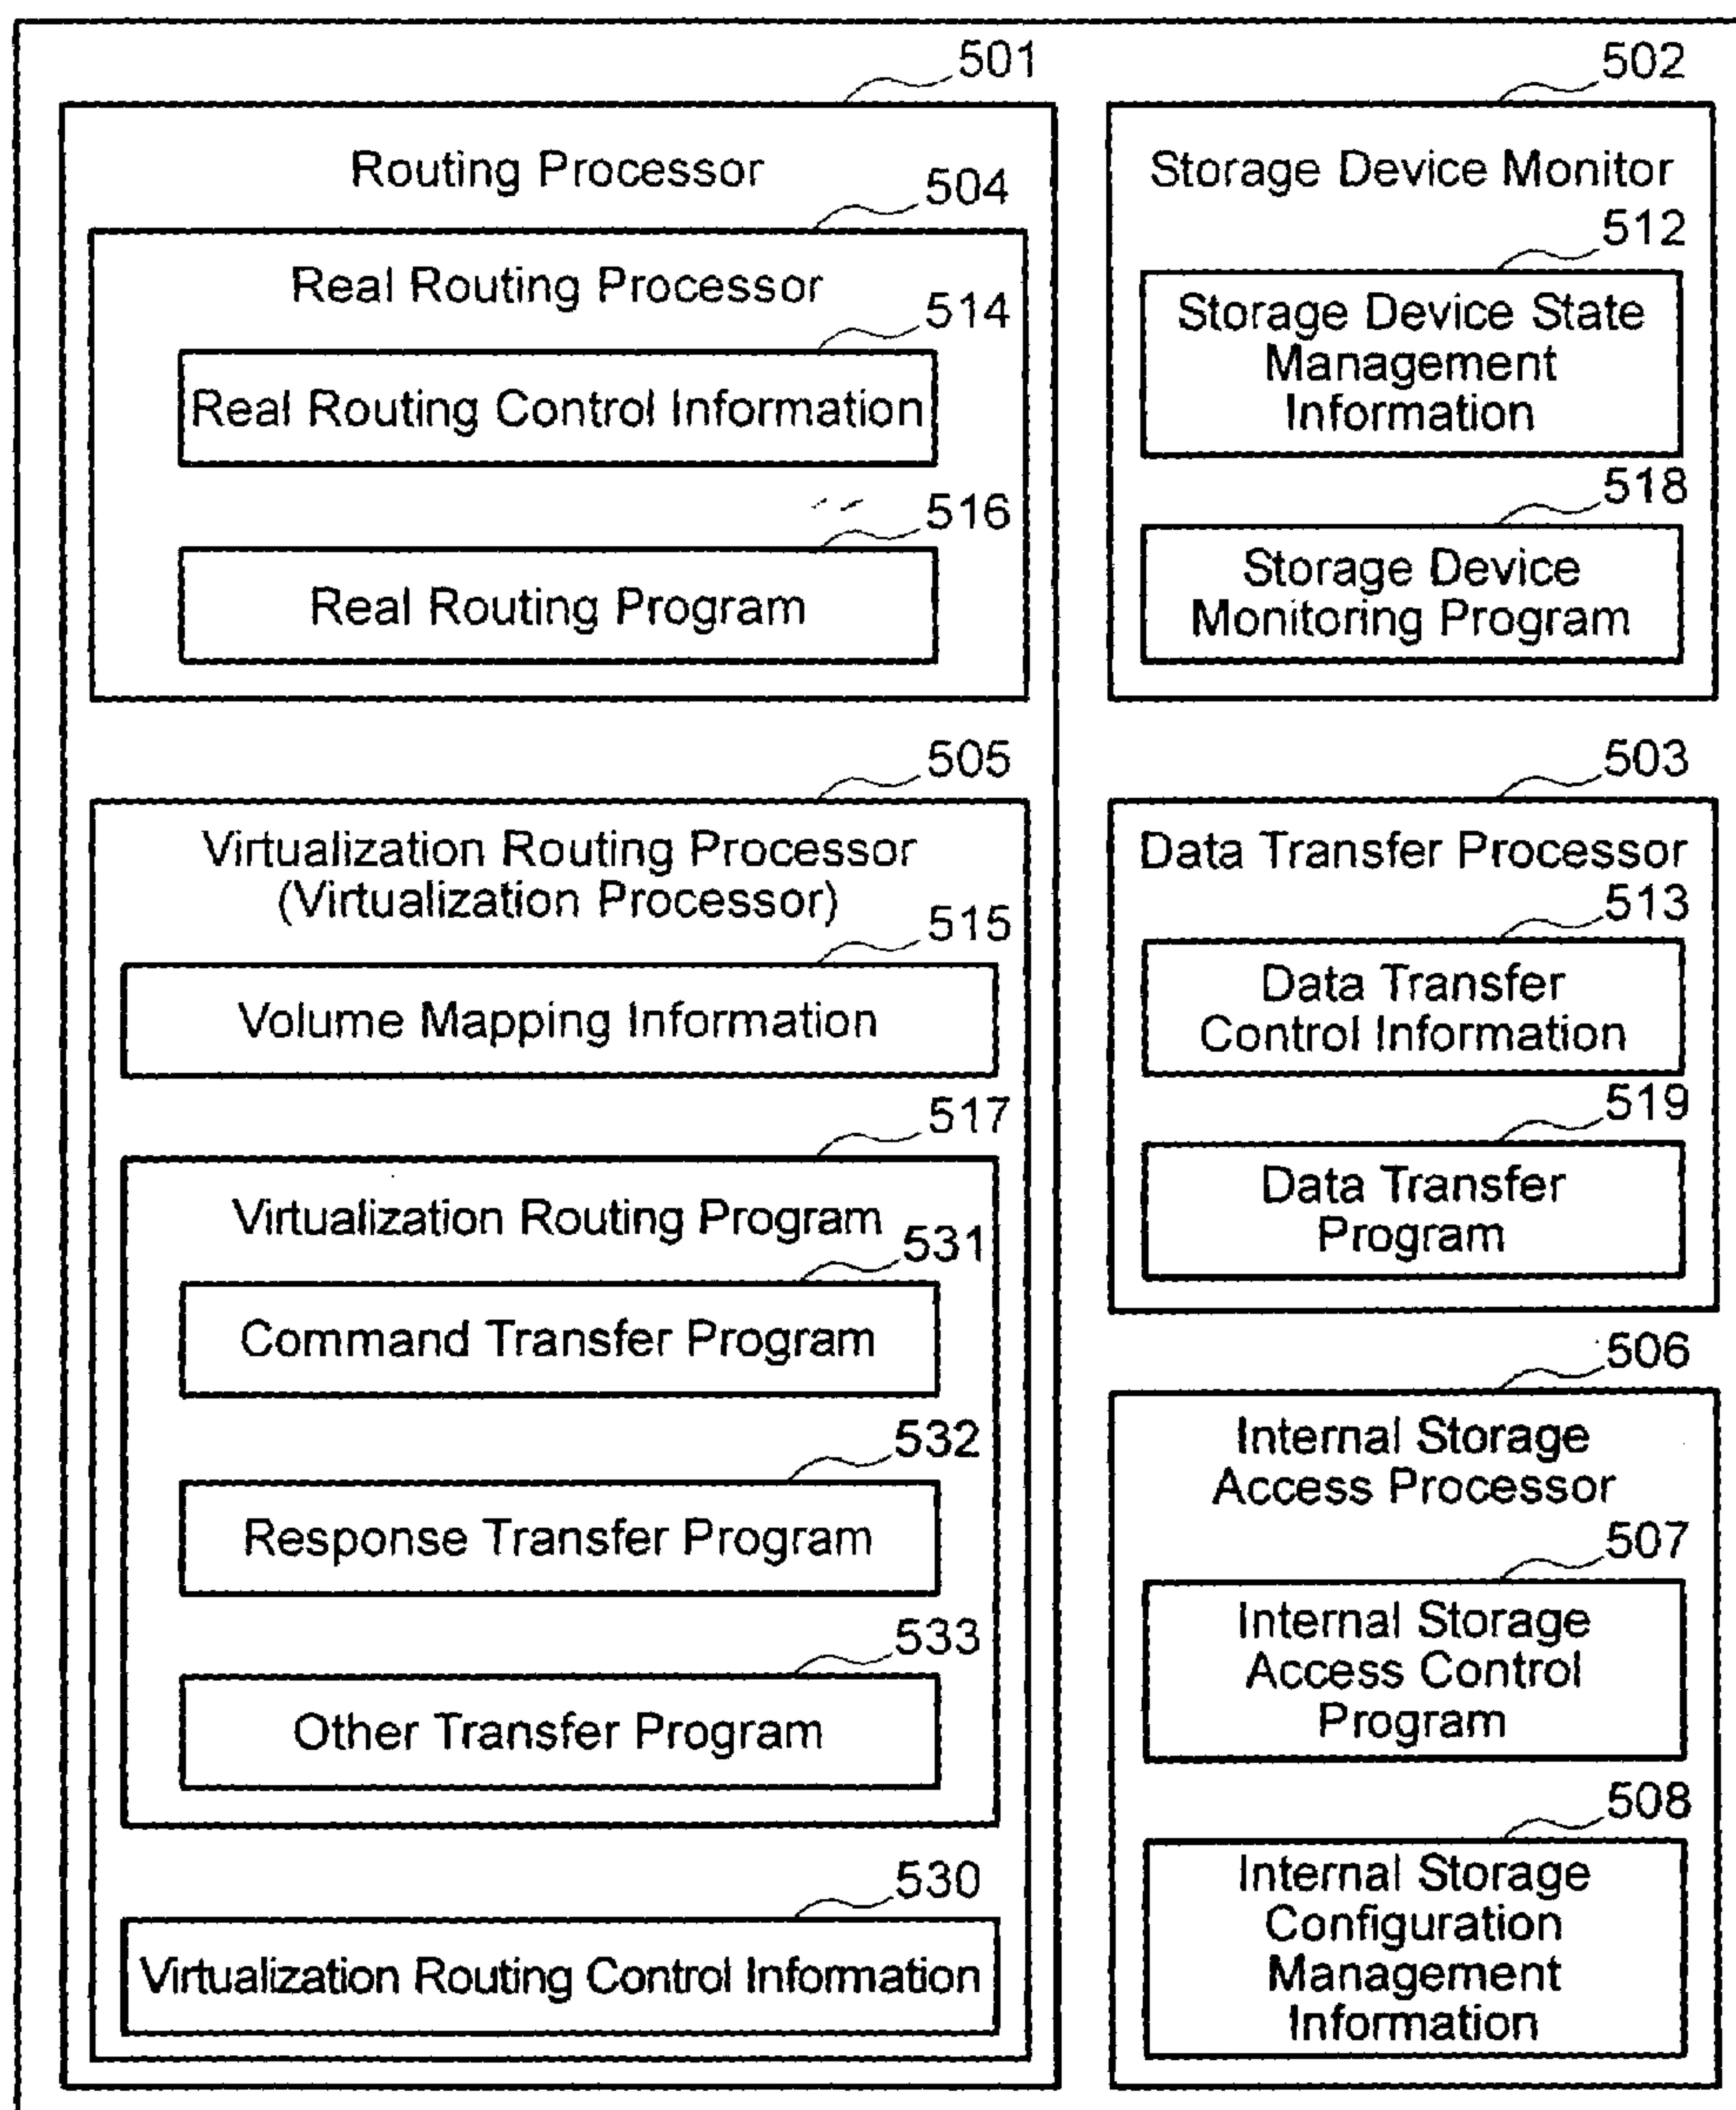 501
Routing Processor
504
Real Routing Processor
514
Real Routing Control Information
516
Real Routing Program
505
Virtualization Routing Processor
(Virtualization Processor)
515
Volume Mapping Information
517
Virtualization Routing Program
531
Command Transfer Program
532
Response Transfer Program
533
Other Transfer Program
530
Virtualization Routing Control Information
502
Storage Device Monitor
512
Storage Device State
Management
Information
518
Storage Device
Monitoring Program
503
Data Transfer Processor
513
Data Transfer
Control Information
519
Data Transfer
Program
506
Internal Storage
Access Processor
507
Internal Storage
Access Control
Program
508
Internal Storage
Configuration
Management
Information